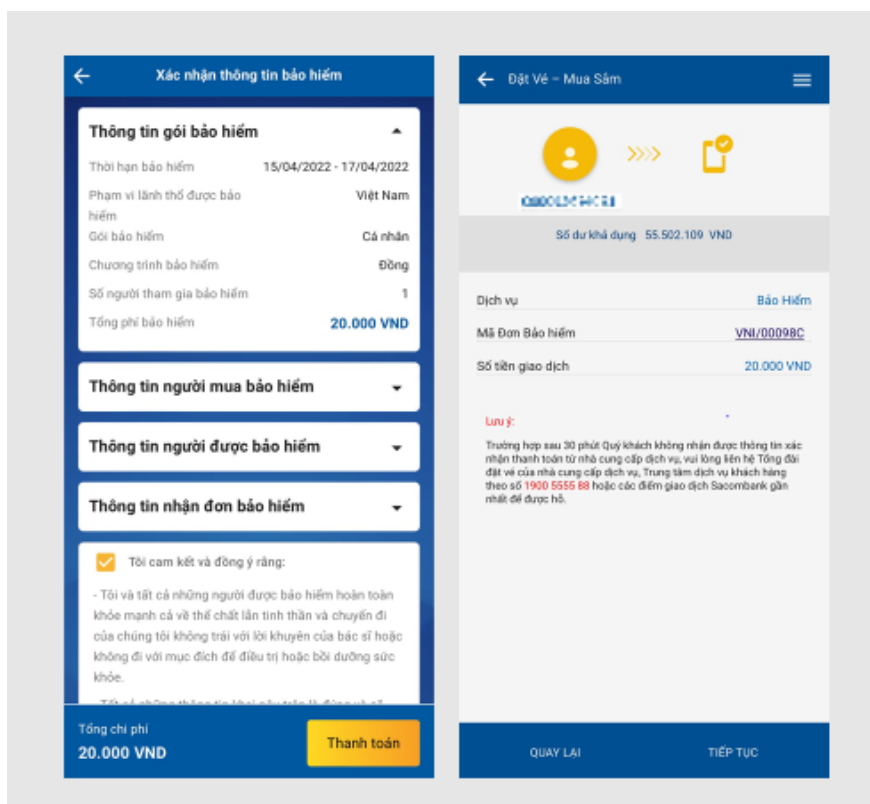 Xác nhận thông tin bảo hiểm
Thông tin gói bảo hiểm
Thời hạn bảo hiểm 15/04/2022 - 17/04/2022
Phạm vi lãnh thổ được bảo Việt Nam
hiểm
Gói bảo hiểm Cá nhân
Chương trình bảo hiểm Đồng
Số người tham gia bảo hiểm 1
Tổng phí bảo hiểm 20.000 VND
Thông tin người mua bảo hiểm
Thông tin người được bảo hiểm
Thông tin nhận đơn bảo hiểm
Tôi cam kết và đồng ý rằng:
- Tôi và tất cả những người được bảo hiểm hoàn toàn
khỏe mạnh cả về thể chất lẫn tinh thần và chuyến đi
của chúng tôi không trái với lời khuyên của bác sĩ hoặc
không đi với mục đích để điều trị hoặc bồi dưỡng sức
khỏe.
Tổng chi phí
20.000 VND
Thanh toán
Đặt Vé – Mua Sắm
Số dư khả dụng 55.502.109 VND
Dịch vụ Bảo Hiểm
Mã Đơn Bảo hiểm VNI/00098C
Số tiền giao dịch 20.000 VND
Lưu ý:
Trường hợp sau 30 phút Quý khách không nhận được thông tin xác
nhận thanh toán từ nhà cung cấp dịch vụ, vui lòng liên hệ Tổng đài
đặt vé của nhà cung cấp dịch vụ, Trung tâm dịch vụ khách hàng
theo số 1900 5555 88 hoặc các điểm giao dịch Sacombank gần
nhất để được hỗ.
QUAY LẠI
TIẾP TỤC